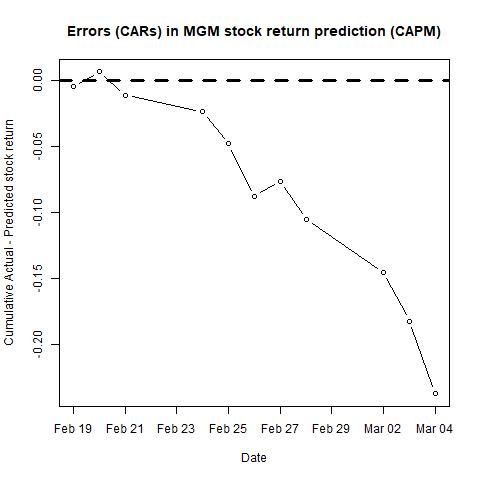 Errors (CARs) in MGM stock return prediction (CAPM)
Cumulative Actual - Predicted stock return
0.00
-0.05
-0.10
-0.15
-0.20
Feb 19 Feb 21 Feb 23 Feb 25 Feb 27 Feb 29 Mar 02 Mar 04
Date